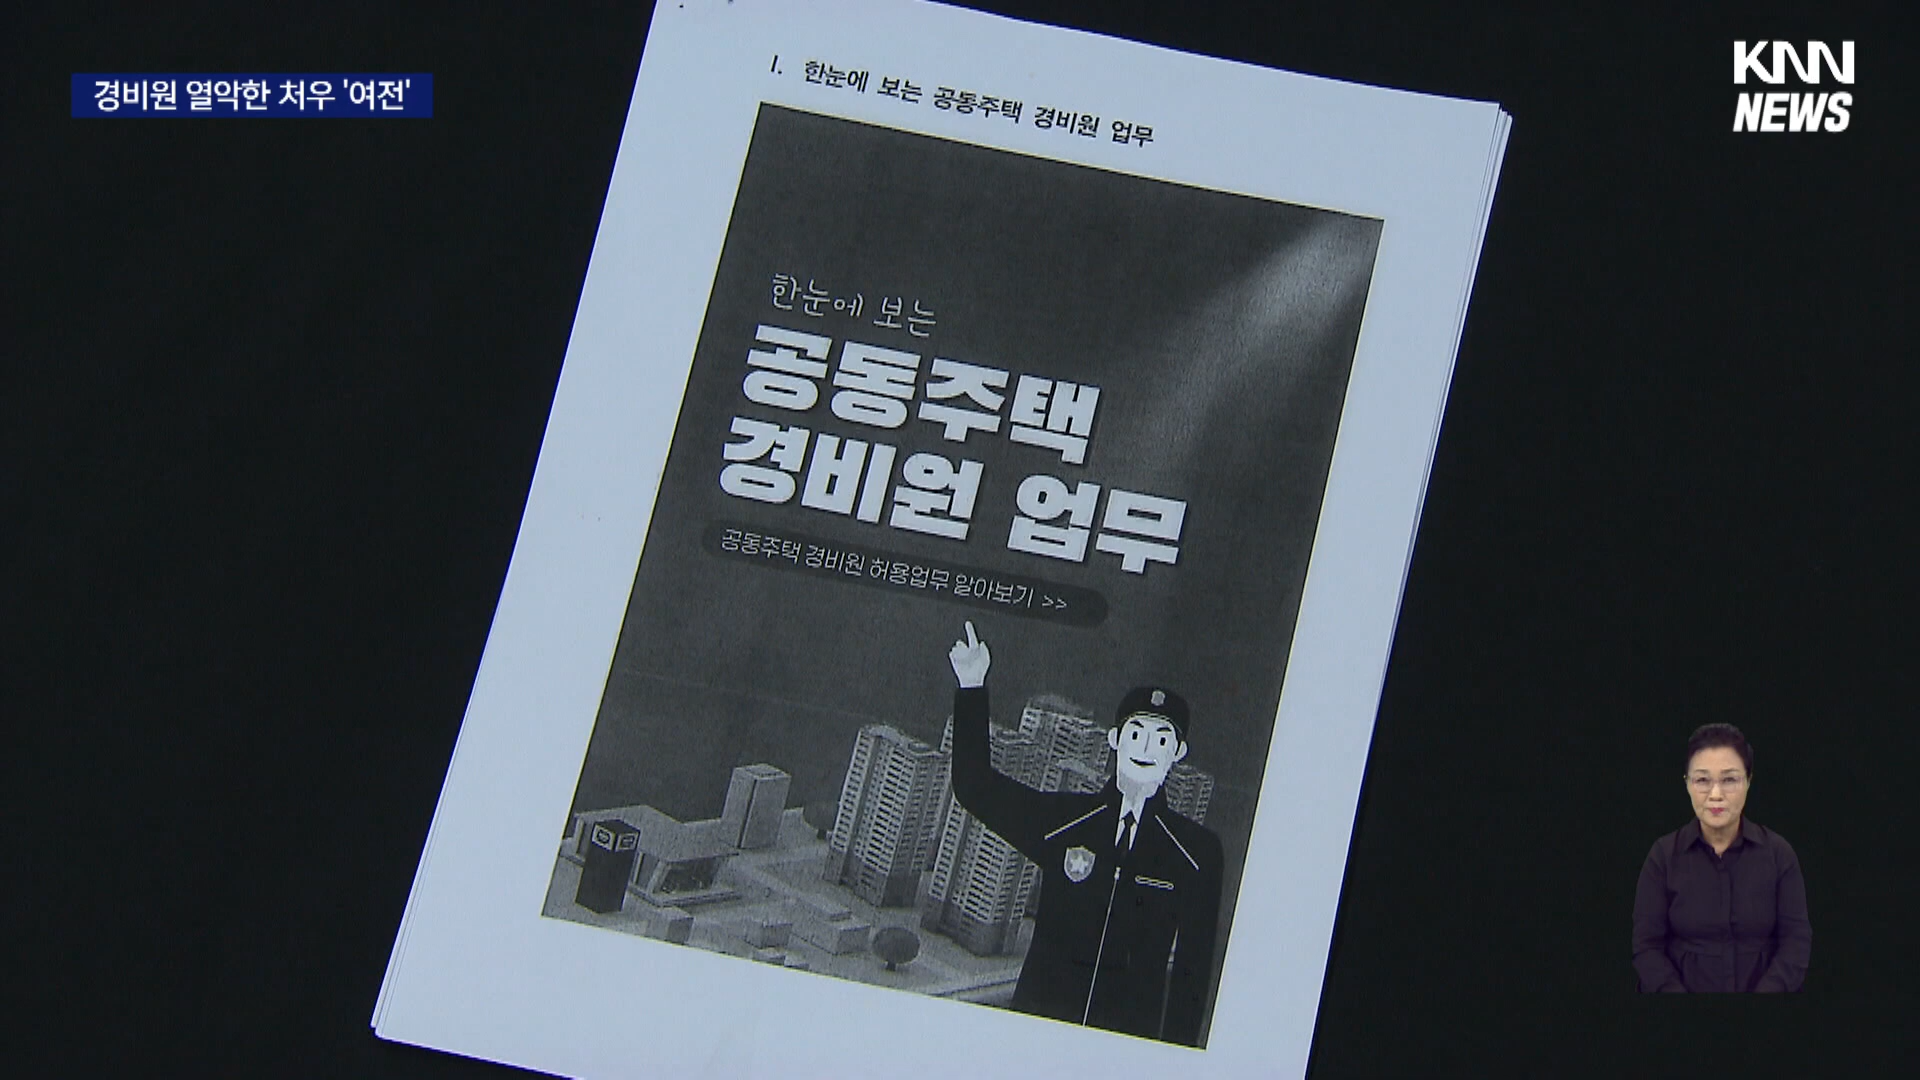 경비원 열악한 처우 '여전'
KNN
NEWS
Ⅰ. 한눈에 보는 공동주택 경비원 업무
한눈에 보는
공동주택
경비원 업무
공동주택 경비원 허용업무 알아보기 >>